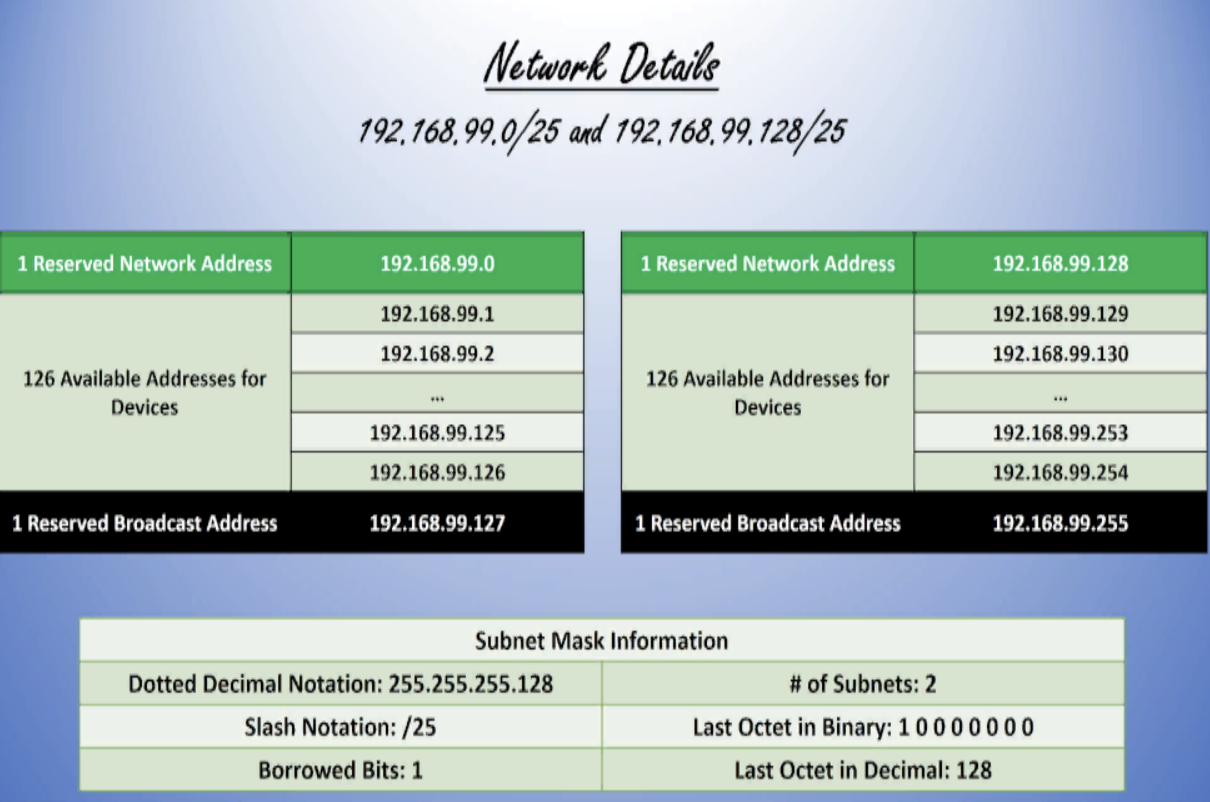 Network Details
192.168.99.0/25 and 192.168.99.128/25
1 Reserved Network Address
192.168.99.0
126 Available Addresses for
Devices
192.168.99.1
192.168.99.2
...
192.168.99.125
192.168.99.126
1 Reserved Broadcast Address
192.168.99.127
1 Reserved Network Address
192.168.99.128
126 Available Addresses for
Devices
192.168.99.129
192.168.99.130
...
192.168.99.253
192.168.99.254
1 Reserved Broadcast Address
192.168.99.255
Subnet Mask Information
Dotted Decimal Notation: 255.255.255.128
# of Subnets: 2
Slash Notation: /25
Last Octet in Binary: 1 0 0 0 0 0 0 0
Borrowed Bits: 1
Last Octet in Decimal: 128